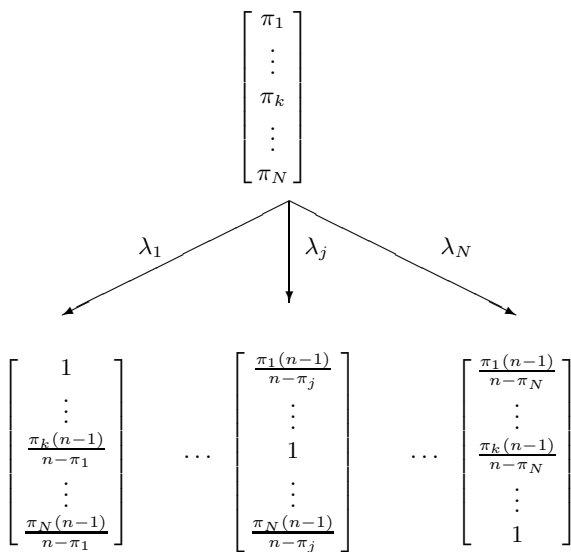 π_1
⋮
π_k
⋮
π_N
λ_1 λ_j λ_N
1 π_1(n−1)/(n−π_j) π_1(n−1)/(n−π_N)
⋮ ⋮ ⋮
π_k(n−1)/(n−π_1) … 1 … π_k(n−1)/(n−π_N)
⋮ ⋮ ⋮
π_N(n−1)/(n−π_1) π_N(n−1)/(n−π_j) 1